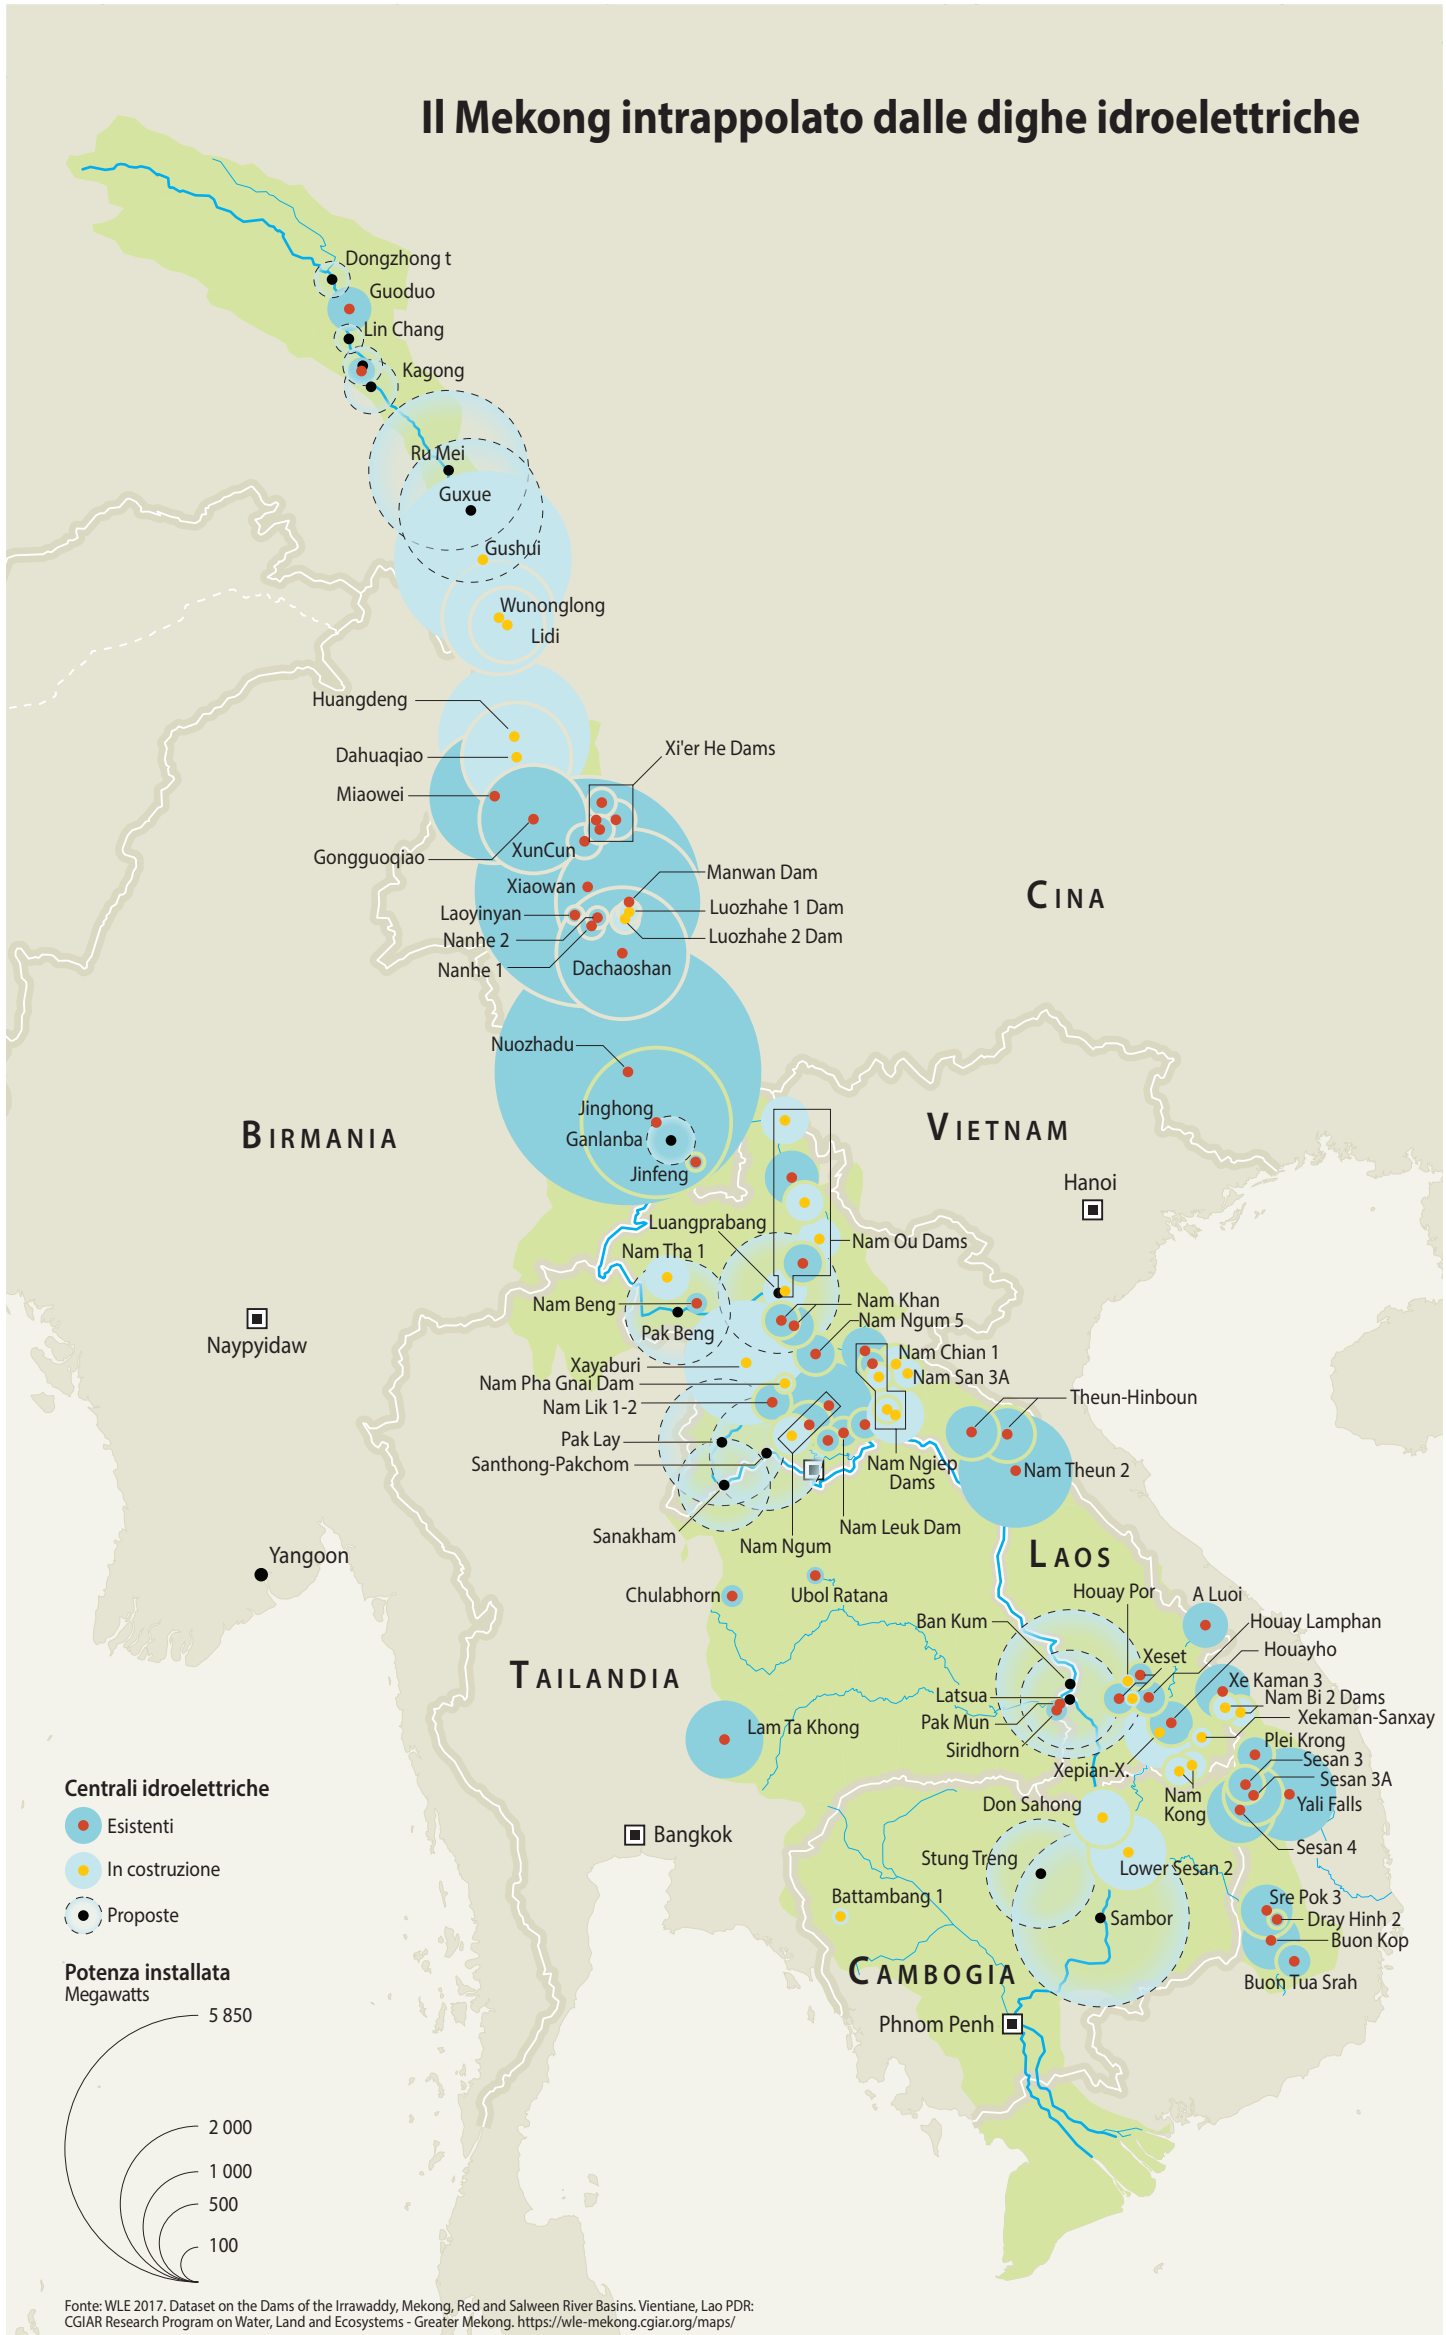 Il Mekong intrappolato dalle dighe idroelettriche
Dongzhong t
Guoduo
Lin Chang
Kagong
Ru Mei
Guxue
Gushui
Wunonglong
Lidi
Huangdeng
Xi'er He Dams
Dahuaqiao
Miaowei
XunCun
Gongguoqiao
Manwan Dam
Xiaowan
CINA
Luozhahe 1 Dam
Laoyinyan
Luozhahe 2 Dam
Nanhe 2
Dachaoshan
Nanhe 1
Nuozhadu
Jinghong
VIETNAM
BIRMANIA
Ganlanba
Jinfeng
Hanoi
Luangprabang
Nam Ou Dams
Nam Tha 1
Nam Khan
Nam Beng
Nam Ngum 5
Pak Beng
Naypyidaw
Nam Chian 1
Xayaburi
Nam San 3A
Nam Pha Gnai Dam
Theun-Hinboun
Nam Lik 1-2
Pak Lay
Santhong-Pakchom
Nam Ngiep
Dams
Nam Theun 2
Nam Leuk Dam
Sanakham
Nam Ngum
LAOS
Yangoon
Houay Por
A Luoi
Chulabhorn
Ubol Ratana
Ban Kum
Houay Lamphan
Houayho
Xeset
TAILANDIA
Xe Kaman 3
Latsua
Nam Bi 2 Dams
Xekaman-Sanxay
Pak Mun
Lam Ta Khong
Plei Krong
Siridhorn
Sesan 3
Xepian-X.
Sesan 3A
Nam
Kong
Yali Falls
Don Sahong
Bangkok
Sesan 4
Stung Treng
Lower Sesan 2
Battambang 1
Sre Pok 3
Sambor
Dray Hinh 2
Buon Kop
CAMBOGIA
Buon Tua Srah
Phnom Penh
Centrali idroelettriche
Esistenti
In costruzione
Proposte
Potenza installata
Megawatts
5 850
2 000
1 000
500
100
Fonte: WLE 2017. Dataset on the Dams of the Irrawaddy, Mekong, Red and Salween River Basins. Vientiane, Lao PDR:
CGIAR Research Program on Water, Land and Ecosystems - Greater Mekong. https://wle-mekong.cgiar.org/maps/